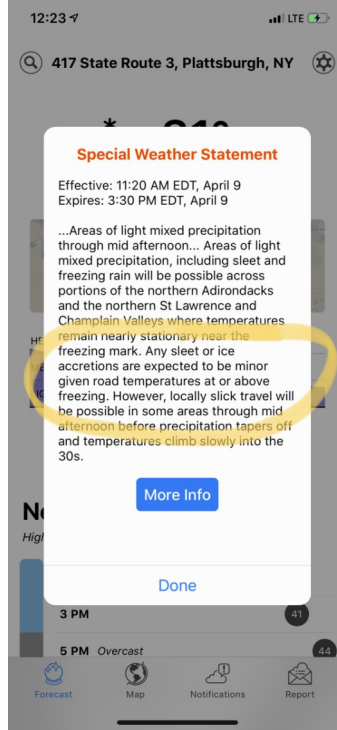 12:23
LTE
417 State Route 3, Plattsburgh, NY
Special Weather Statement
Effective: 11:20 AM EDT, April 9
Expires: 3:30 PM EDT, April 9
...Areas of light mixed precipitation
through mid afternoon... Areas of light
mixed precipitation, including sleet and
freezing rain will be possible across
portions of the northern Adirondacks
and the northern St Lawrence and
Champlain Valleys where temperatures
remain nearly stationary near the
freezing mark. Any sleet or ice
accretions are expected to be minor
given road temperatures at or above
freezing. However, locally slick travel will
be possible in some areas through mid
afternoon before precipitation tapers off
and temperatures climb slowly into the
30s.
More Info
Done
3 PM
41
5 PM Overcast
44
Forecast
Map
Notifications
Report